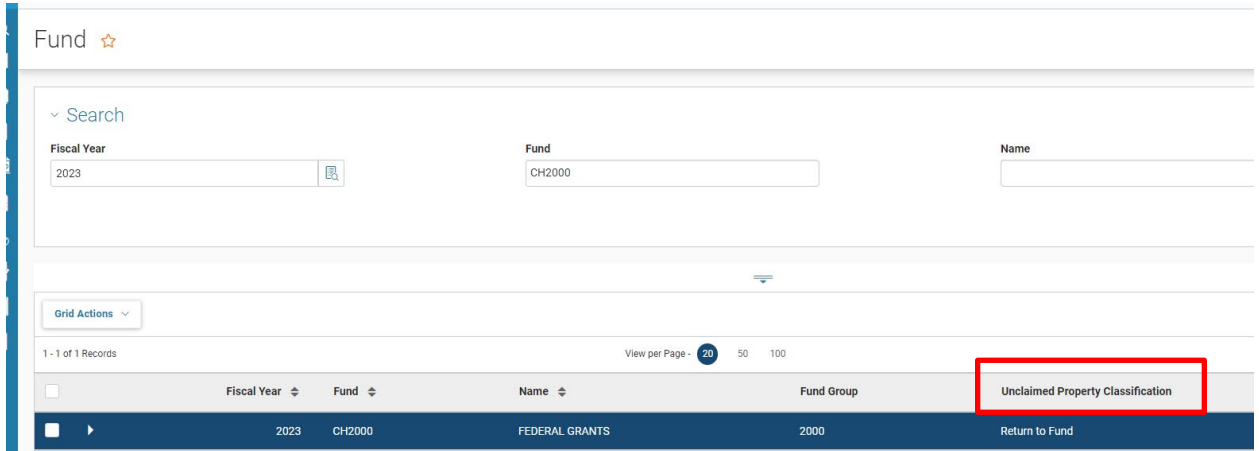 Fund
Search
Fiscal Year Fund Name
2023 CH2000
Grid Actions
1 - 1 of 1 Records View per Page - 20 50 100
Fiscal Year Fund Name Fund Group Unclaimed Property Classification
2023 CH2000 FEDERAL GRANTS 2000 Return to Fund